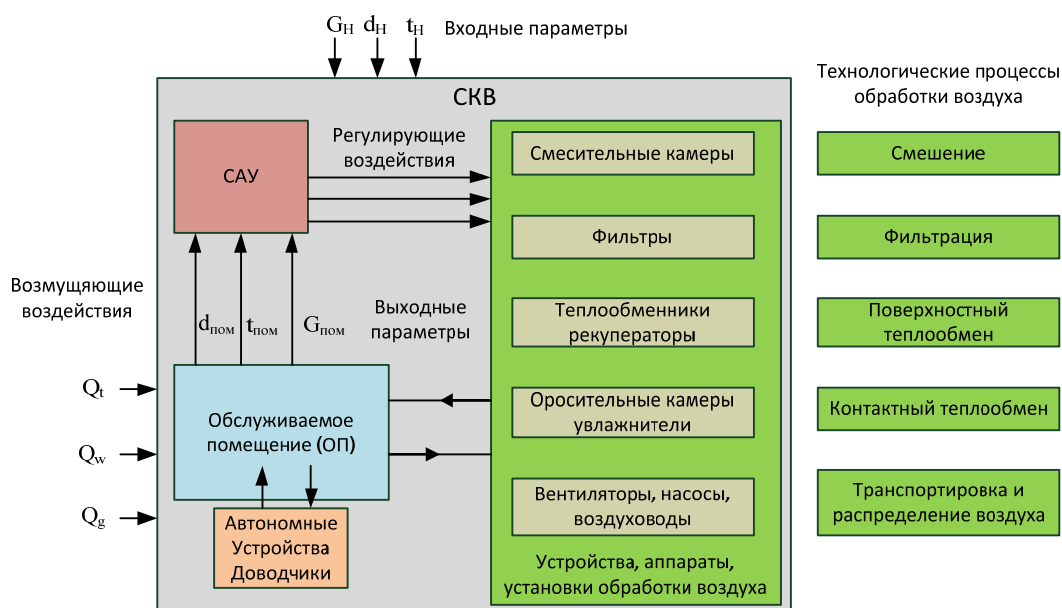 Gн dн tн Входные параметры
СКВ
Технологические процессы
обработки воздуха
САУ
Регулирующие
воздействия
Смесительные камеры
Смешение
Фильтры
Фильтрация
Возмущяющие
воздействия
dпом tпом Gпом
Выходные
параметры
Теплообменники
рекуператоры
Поверхностный
теплообмен
Qt
Qw
Qg
Обслуживаемое
помещение (ОП)
Оросительные камеры
увлажнители
Контактный теплообмен
Автономные
Устройства
Доводчики
Вентиляторы, насосы,
воздуховоды
Транспортировка и
распределение воздуха
Устройства, аппараты,
установки обработки воздуха